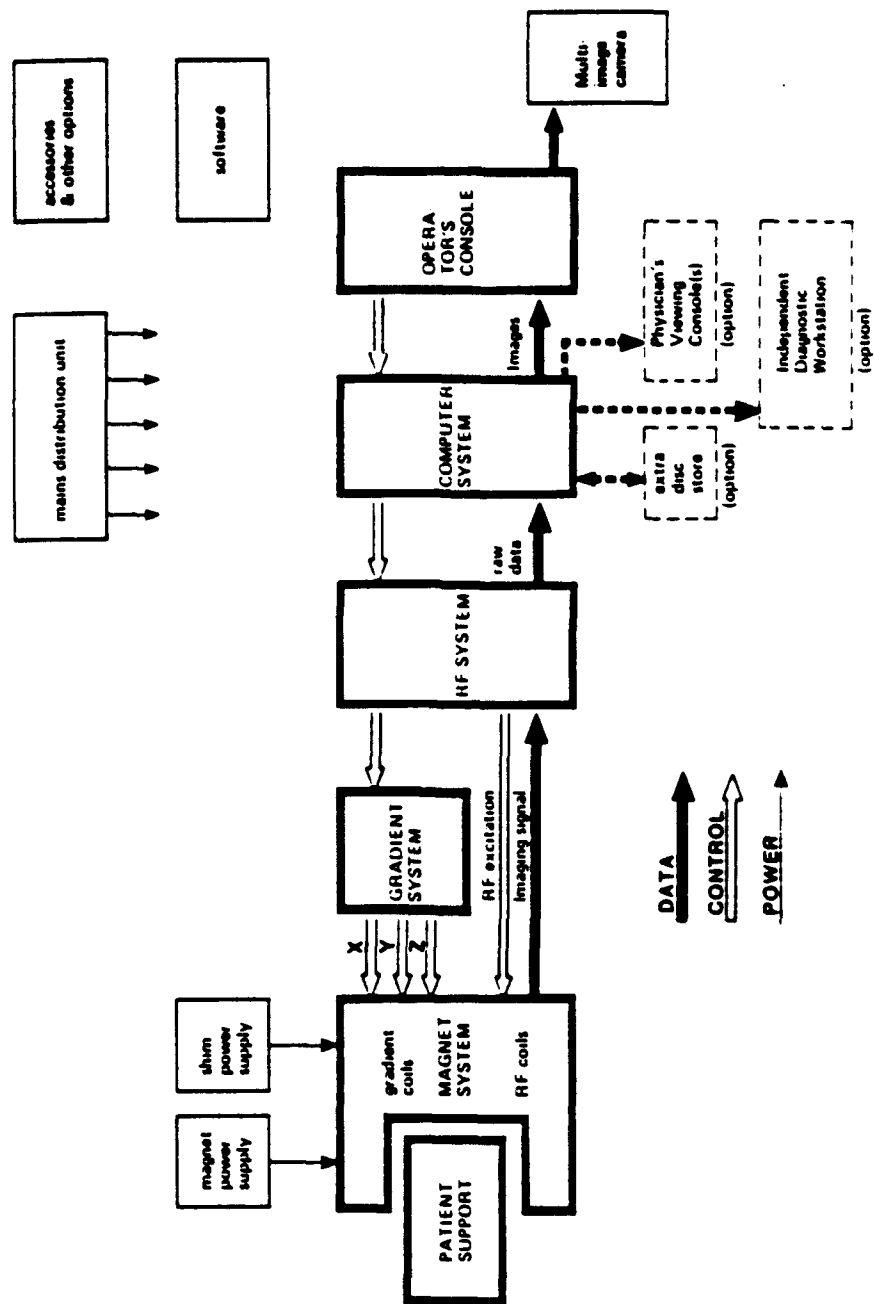 accessories
& other options
software
mains distribution unit
Multi-
image
camera
OPERA
TOR'S
CONSOLE
Images
Physician's
Viewing
Console(s)
(option)
Independent
Diagnostic
Workstation
(option)
COMPUTER
SYSTEM
extra
disc
store
(option)
raw
data
RF SYSTEM
GRADIENT
SYSTEM
RF excitation
Imaging signal
X
Y
Z
shim
power
supply
magnet
power
supply
gradient
coils
MAGNET
SYSTEM
RF coils
PATIENT
SUPPORT
DATA
CONTROL
POWER